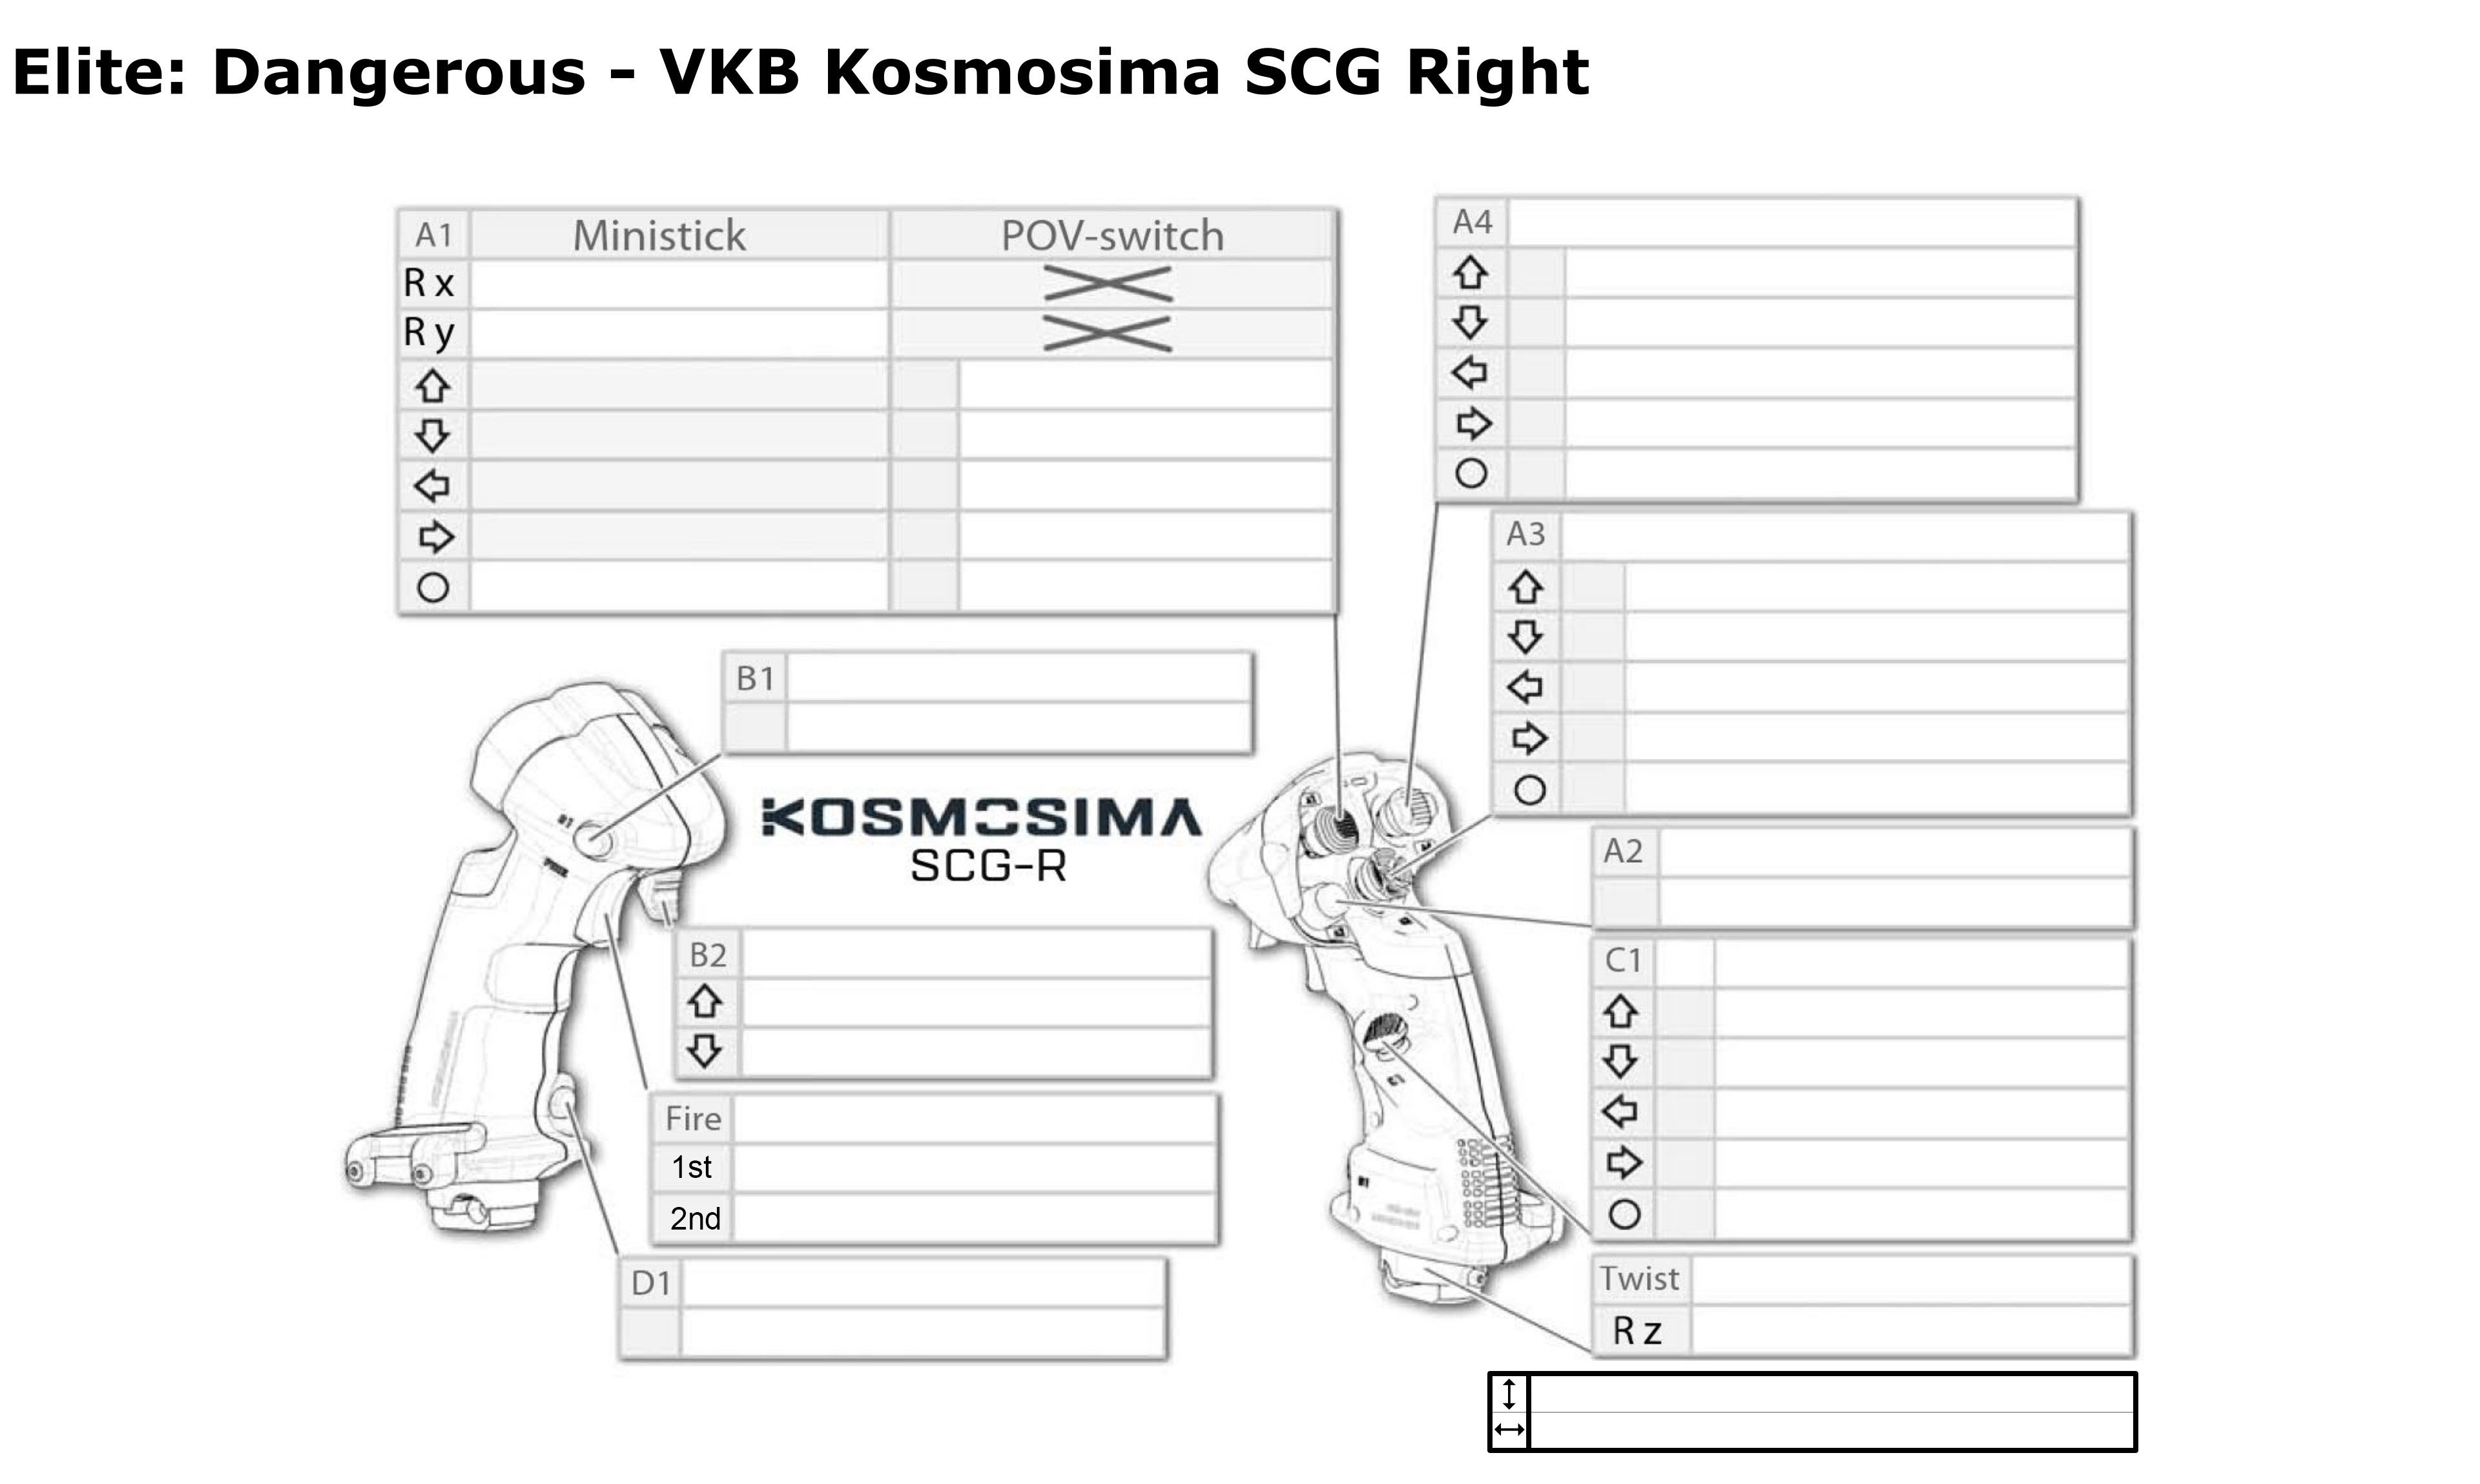 Elite: Dangerous - VKB Kosmosima SCG Right
A1 Ministick POV-switch
R x
R y
A4
A3
B1
KOSMOSIMA
SCG-R
A2
B2
C1
Fire
1st
2nd
D1
Twist
R z